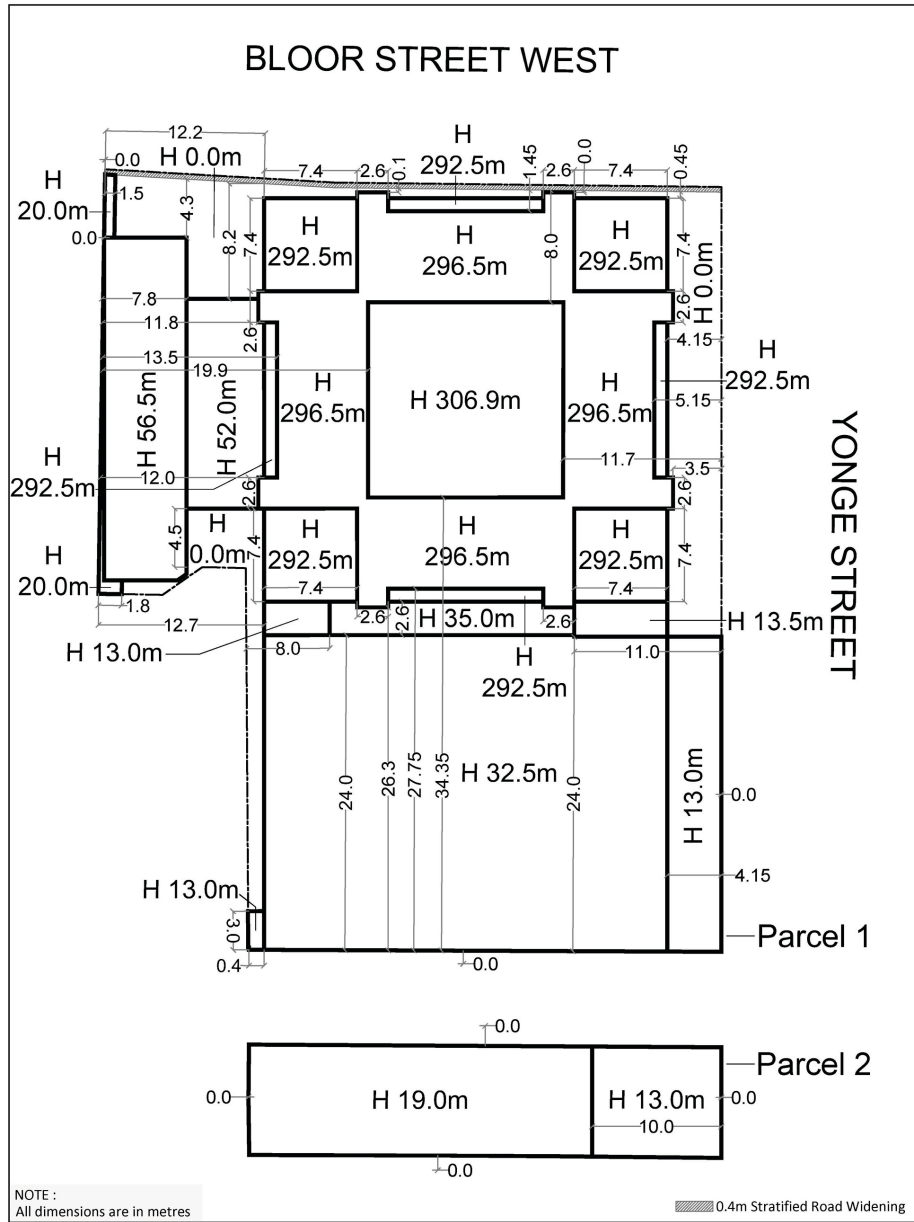 BLOOR STREET WEST
12.2
0.0
H 0.0m
H
20.0m
1.5
4.3
8.2
0.0
7.4
2.6
0.1
H
292.5m
1.45
2.6
0.0
7.4
0.45
7.4
H
292.5m
H
296.5m
8.0
H
292.5m
7.4
H 0.0m
7.8
11.8
2.6
13.5
19.9
2.6
4.15
H
292.5m
5.15
H 56.5m
H 52.0m
H
296.5m
H 306.9m
H
296.5m
YONGE STREET
H
292.5m
12.0
2.6
11.7
3.5
2.6
4.5
H
0.0m
7.4
H
292.5m
H
296.5m
H
292.5m
7.4
H
20.0m
1.8
7.4
27.75
7.4
12.7
2.6
2.6
H 35.0m
2.6
H 13.5m
H 13.0m
8.0
H
292.5m
11.0
24.0
26.3
27.75
34.35
H 32.5m
24.0
H 13.0m
0.0
4.15
H 13.0m
3.0
0.4
0.0
Parcel 1
0.0
Parcel 2
0.0
H 19.0m
H 13.0m
0.0
10.0
0.0
NOTE :
All dimensions are in metres
0.4m Stratified Road Widening